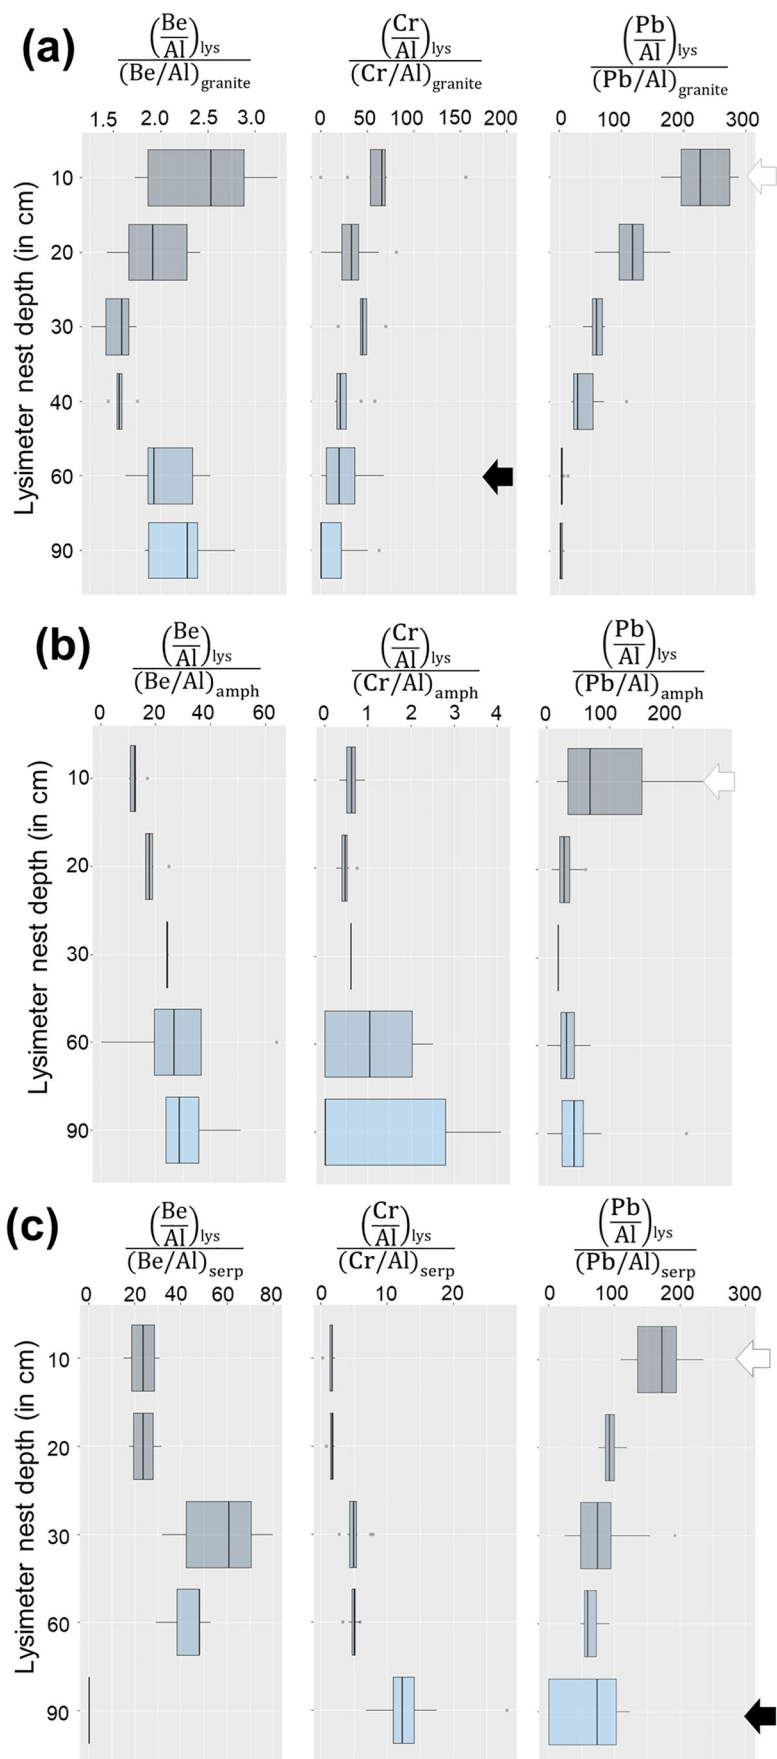 (a)
(Be/Al)lys / (Be/Al)granite
(Cr/Al)lys / (Cr/Al)granite
(Pb/Al)lys / (Pb/Al)granite
1.5 2.0 2.5 3.0
0 50 100 150 200
0 100 200 300
Lysimeter nest depth (in cm)
10
20
30
40
60
90
(b)
(Be/Al)lys / (Be/Al)amph
(Cr/Al)lys / (Cr/Al)amph
(Pb/Al)lys / (Pb/Al)amph
0 20 40 60
0 1 2 3 4
0 100 200
Lysimeter nest depth (in cm)
10
20
30
60
90
(c)
(Be/Al)lys / (Be/Al)serp
(Cr/Al)lys / (Cr/Al)serp
(Pb/Al)lys / (Pb/Al)serp
0 20 40 60 80
0 10 20
0 100 200 300
Lysimeter nest depth (in cm)
10
20
30
60
90